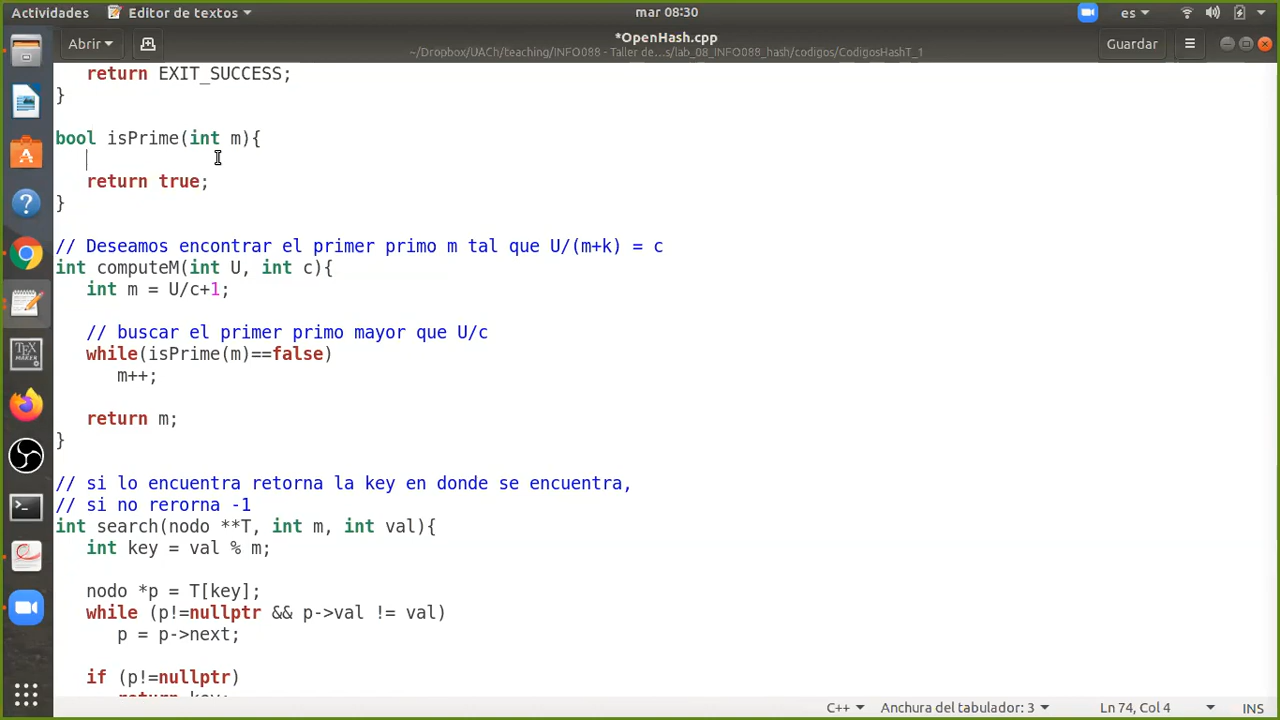 Actividades
Editor de textos
mar 08:30
es
Abrir
*OpenHash.cpp
~/Dropbox/UACh/teaching/INFO088 - Taller de…s/lab_08_INFO088_hash/codigos/CodigosHashT_1
Guardar
return EXIT_SUCCESS;
}
bool isPrime(int m){
return true;
}
// Deseamos encontrar el primer primo m tal que U/(m+k) = c
int computeM(int U, int c){
int m = U/c+1;
// buscar el primer primo mayor que U/c
while(isPrime(m)==false)
m++;
return m;
}
// si lo encuentra retorna la key en donde se encuentra,
// si no rerorna -1
int search(nodo **T, int m, int val){
int key = val % m;
nodo *p = T[key];
while (p!=nullptr && p->val != val)
p = p->next;
if (p!=nullptr)
return key;
C++
Anchura del tabulador: 3
Ln 74, Col 4
INS